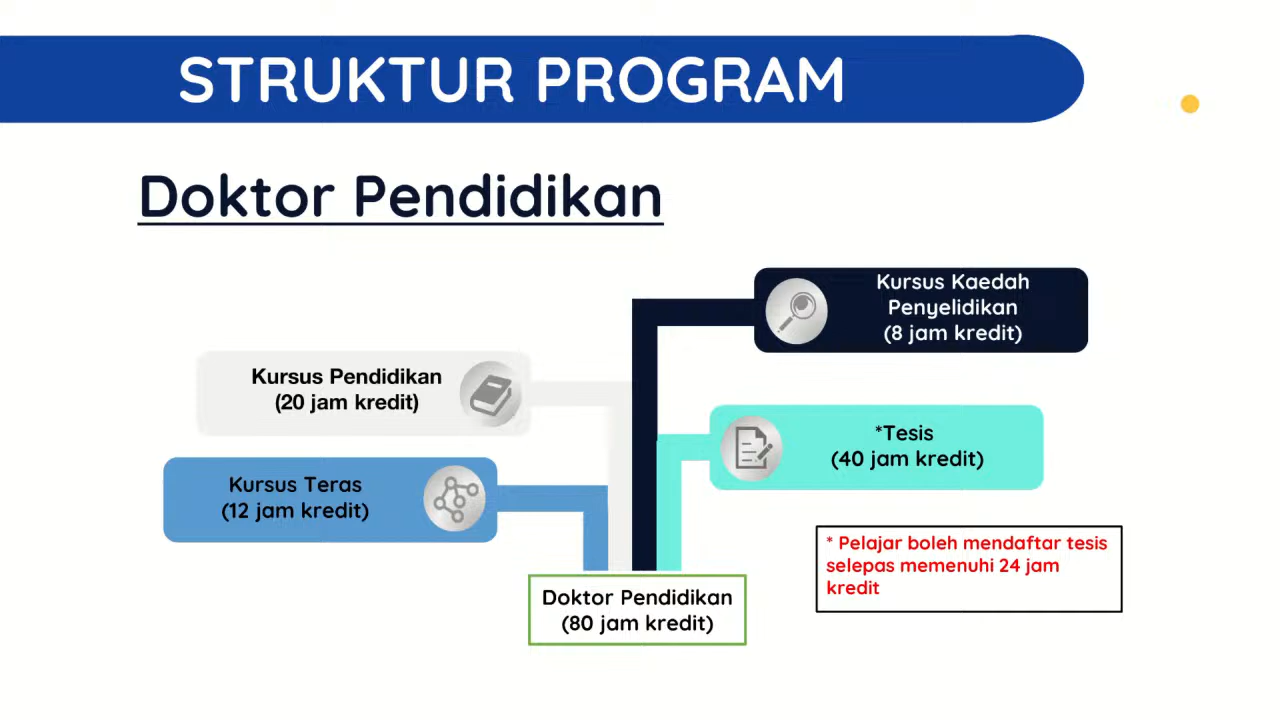 STRUKTUR PROGRAM
Doktor Pendidikan
Kursus Kaedah
Penyelidikan
(8 jam kredit)
Kursus Pendidikan
(20 jam kredit)
*Tesis
(40 jam kredit)
Kursus Teras
(12 jam kredit)
* Pelajar boleh mendaftar tesis
selepas memenuhi 24 jam
kredit
Doktor Pendidikan
(80 jam kredit)